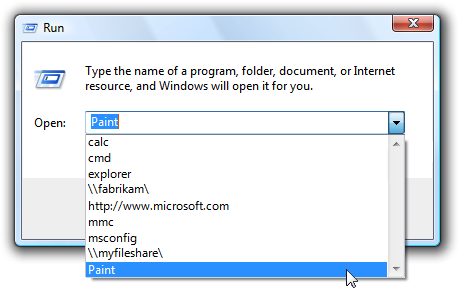 Run
Type the name of a program, folder, document, or Internet
resource, and Windows will open it for you.
Open: Paint
calc
cmd
explorer
\\fabrikam\
http://www.microsoft.com
mmc
msconfig
\\myfileshare\
Paint